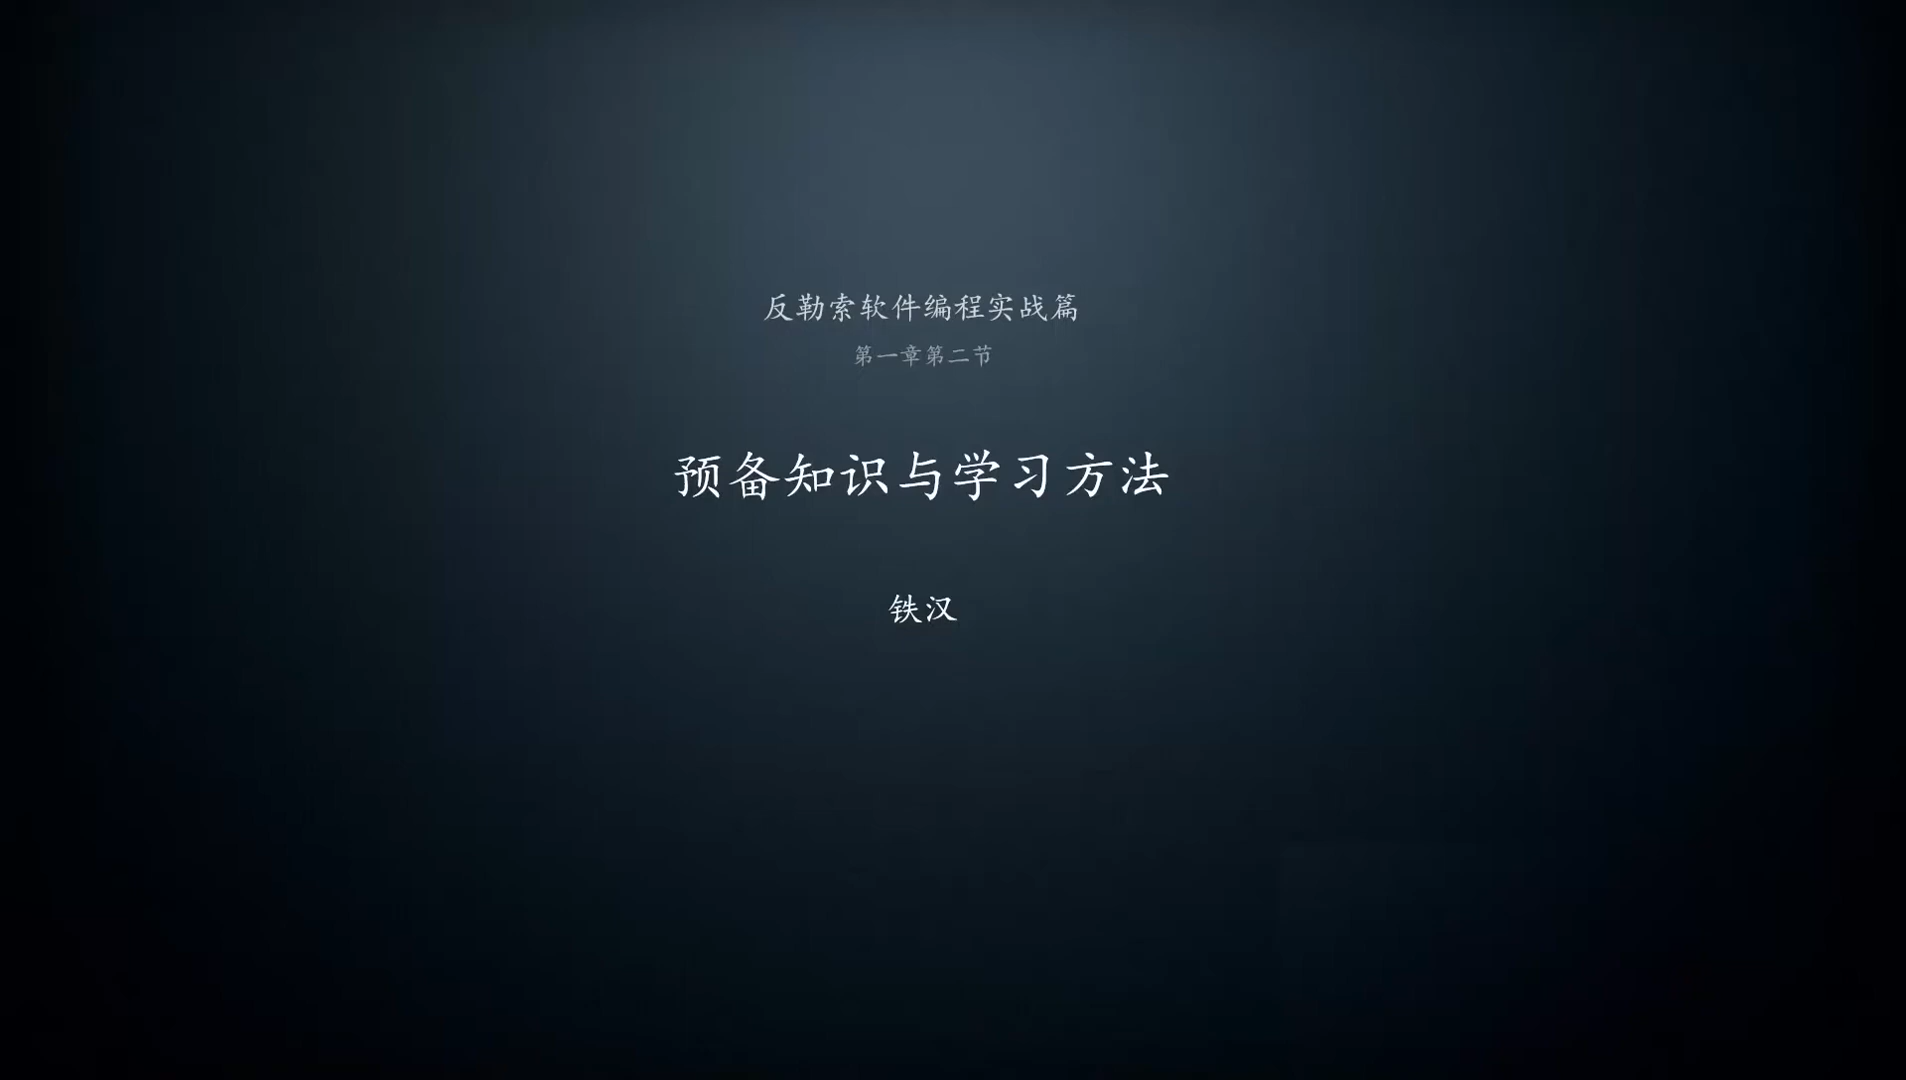 反勒索软件编程实战篇
第一章第二节
预备知识与学习方法
铁汉